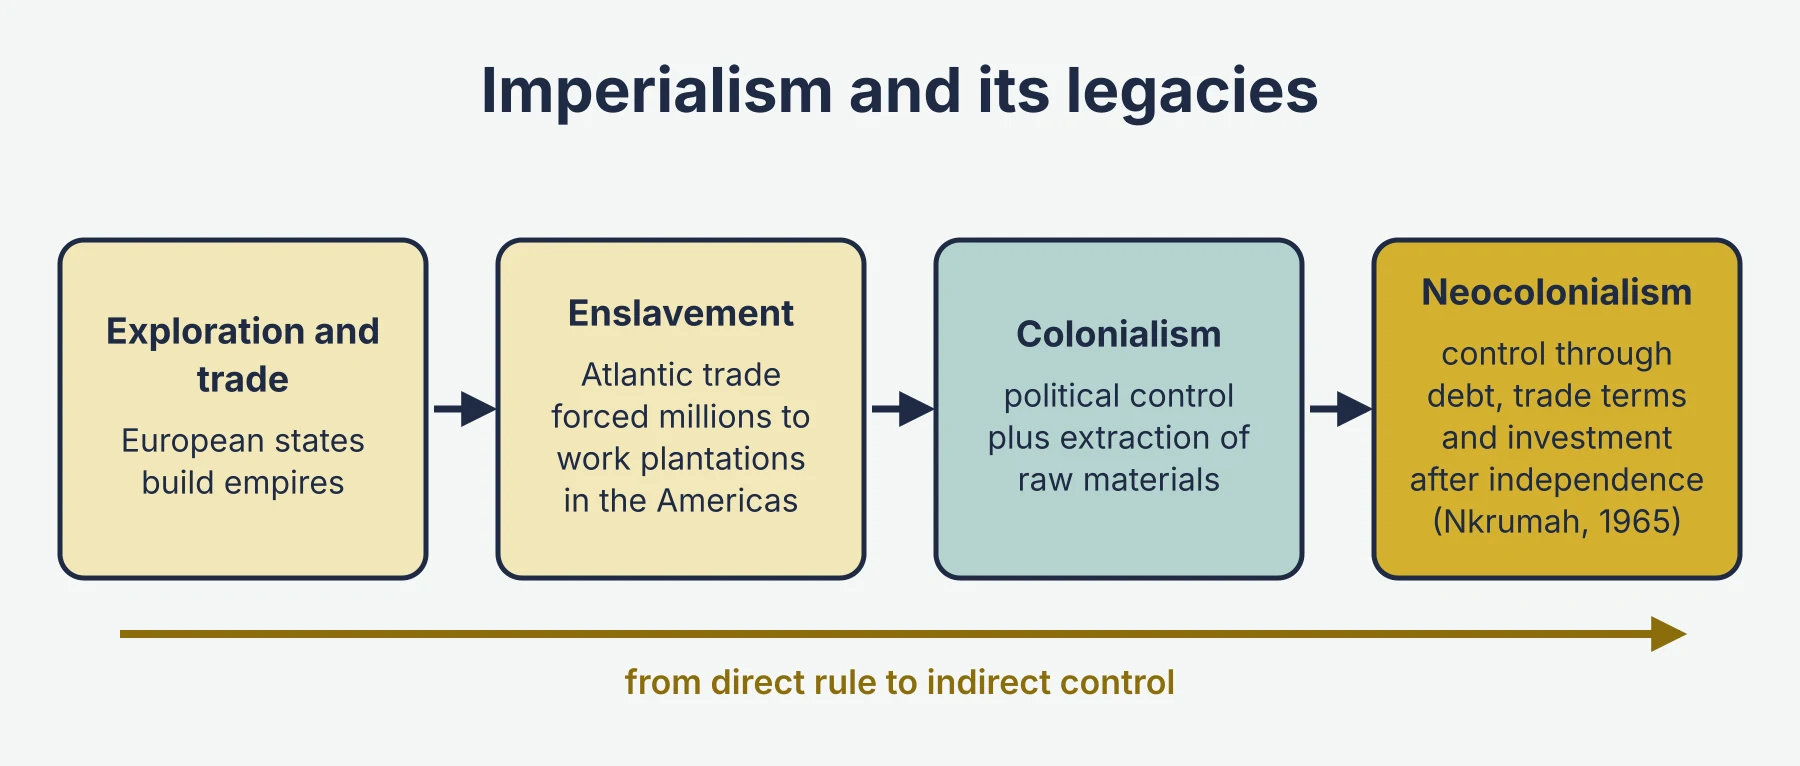 Imperialism and its legacies
Exploration and
trade
European states
build empires
Enslavement
Atlantic trade
forced millions to
work plantations
in the Americas
Colonialism
political control
plus extraction of
raw materials
Neocolonialism
control through
debt, trade terms
and investment
after independence
(Nkrumah, 1965)
from direct rule to indirect control